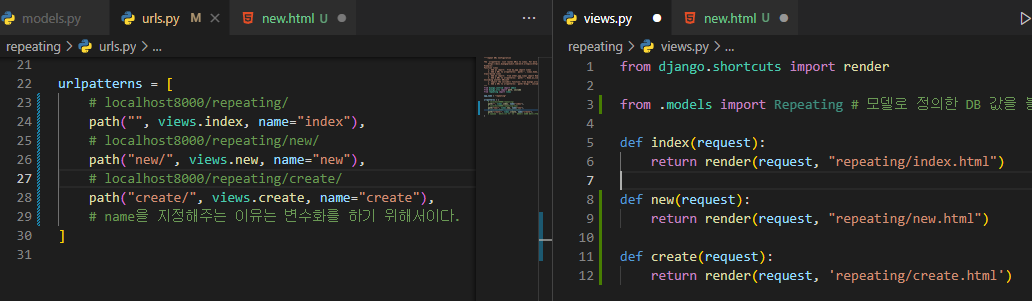 models.py
urls.py M
new.html U
...
repeating > urls.py > ...
21
22 urlpatterns = [
23 # localhost8000/repeating/
24 path("", views.index, name="index"),
25 # localhost8000/repeating/new/
26 path("new/", views.new, name="new"),
27 # localhost8000/repeating/create/
28 path("create/", views.create, name="create"),
29 # name을 지정해주는 이유는 변수화를 하기 위해서이다.
30 ]
31
views.py
new.html U
repeating > views.py > ...
1 from django.shortcuts import render
2
3 from .models import Repeating # 모델로 정의한 DB 값을
4
5 def index(request):
6 return render(request, "repeating/index.html")
7
8 def new(request):
9 return render(request, "repeating/new.html")
10
11 def create(request):
12 return render(request, 'repeating/create.html')